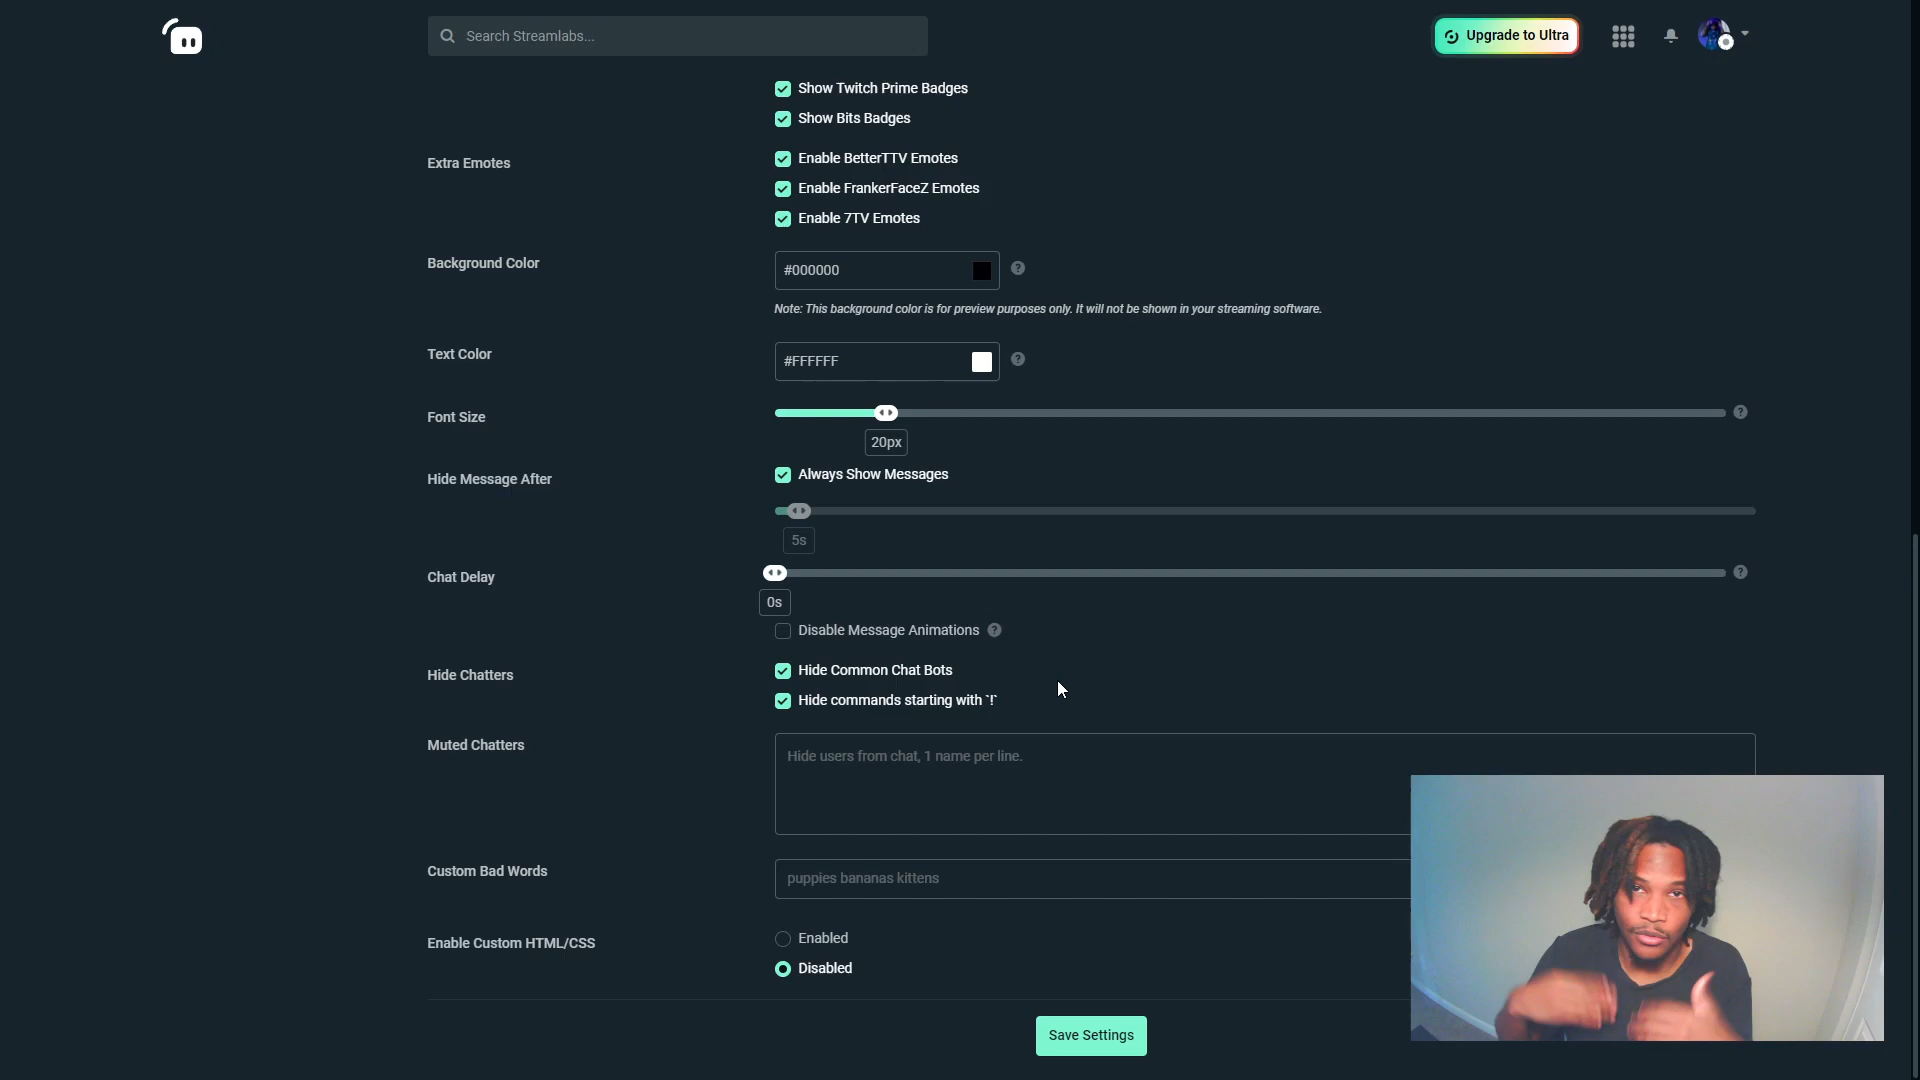 Search Streamlabs...
Upgrade to Ultra
Show Twitch Prime Badges
Show Bits Badges
Extra Emotes
Enable BetterTTV Emotes
Enable FrankerFaceZ Emotes
Enable 7TV Emotes
Background Color
#000000
Note: This background color is for preview purposes only. It will not be shown in your streaming software.
Text Color
#FFFFFF
Font Size
20px
Hide Message After
Always Show Messages
5s
Chat Delay
0s
Disable Message Animations
Hide Chatters
Hide Common Chat Bots
Hide commands starting with `!`
Muted Chatters
Hide users from chat, 1 name per line.
Custom Bad Words
puppies bananas kittens
Enable Custom HTML/CSS
Enabled
Disabled
Save Settings